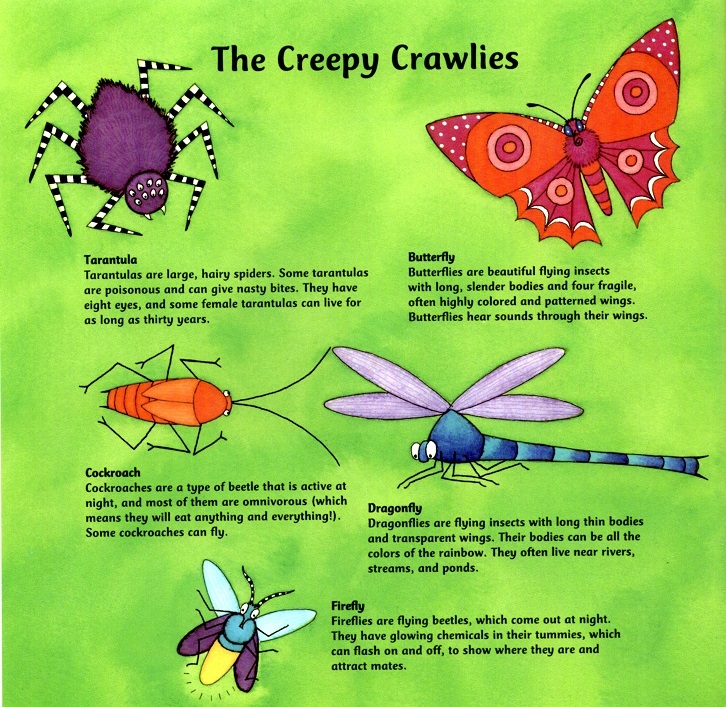 The Creepy Crawlies
Tarantula
Tarantulas are large, hairy spiders. Some tarantulas
are poisonous and can give nasty bites. They have
eight eyes, and some female tarantulas can live for
as long as thirty years.
Butterfly
Butterflies are beautiful flying insects
with long, slender bodies and four fragile,
often highly colored and patterned wings.
Butterflies hear sounds through their wings.
Cockroach
Cockroaches are a type of beetle that is active at
night, and most of them are omnivorous (which
means they will eat anything and everything!).
Some cockroaches can fly.
Dragonfly
Dragonflies are flying insects with long thin bodies
and transparent wings. Their bodies can be all the
colors of the rainbow. They often live near rivers,
streams, and ponds.
Firefly
Fireflies are flying beetles, which come out at night.
They have glowing chemicals in their tummies, which
can flash on and off, to show where they are and
attract mates.